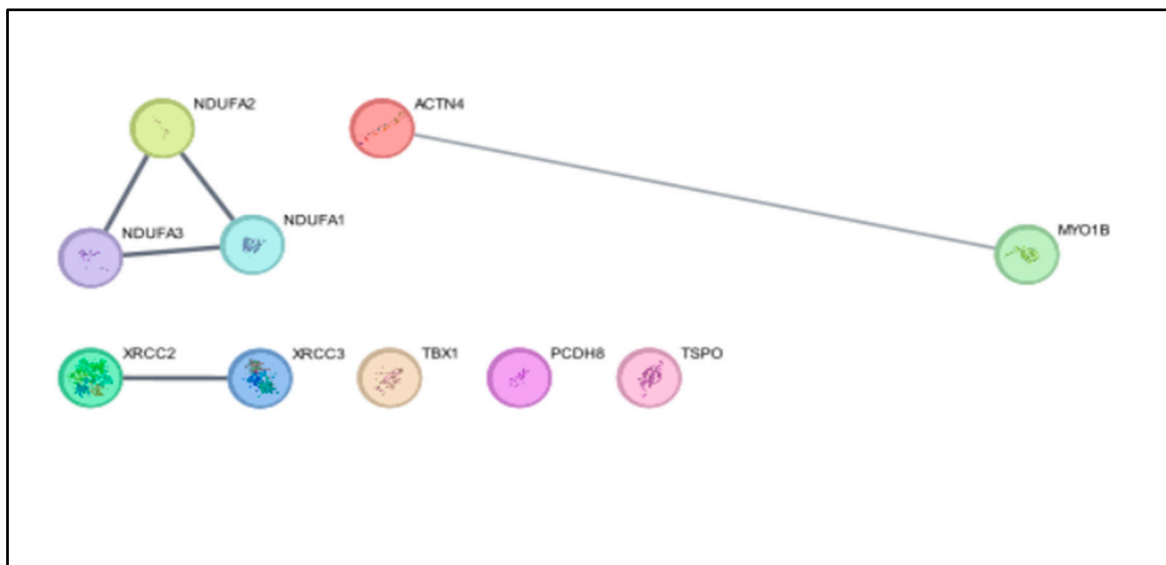 NDUFA2
ACTN4
NDUFA3
NDUFA1
MYO1B
XRCC2
XRCC3
TBX1
PCDH8
TSPO